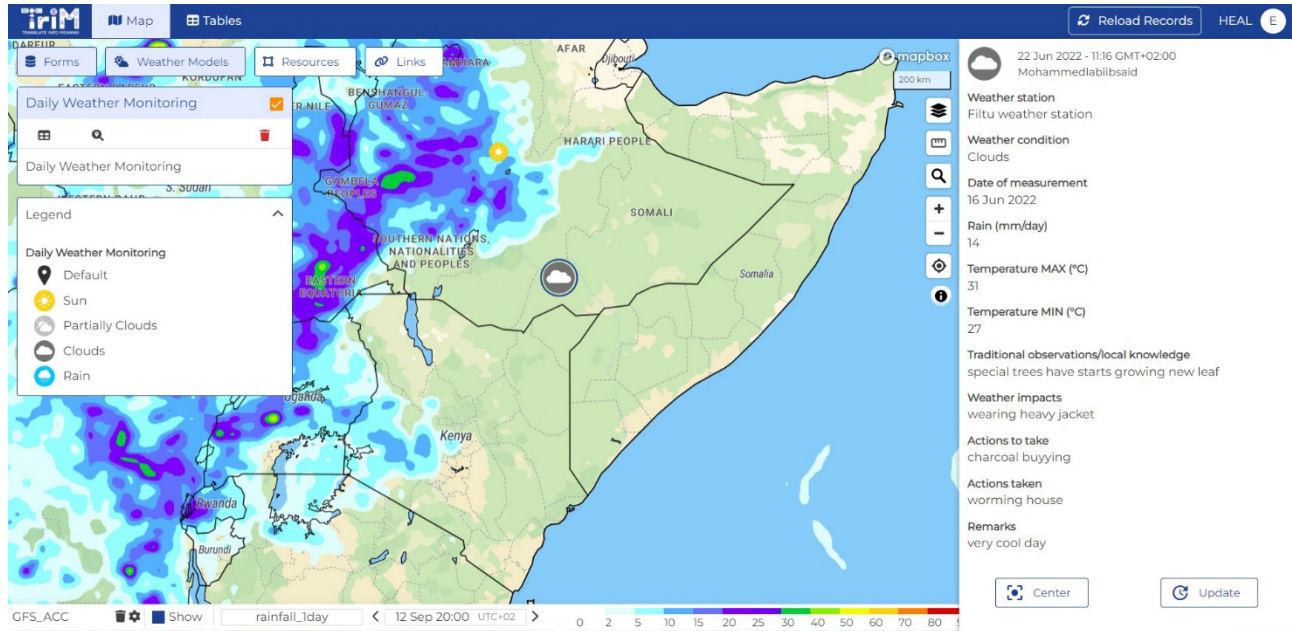 TriM
TRANSLATE INTO MEANING
Map
Tables
Reload Records
HEAL
E
Forms
Weather Models
Resources
Links
Daily Weather Monitoring
Daily Weather Monitoring
Legend
Daily Weather Monitoring
Default
Sun
Partially Clouds
Clouds
Rain
DARFUR
KORDOFAN
AMHARA
AFAR
Djibouti
BENSHANGUL-
GUMAZ
HARARI PEOPLE
GAMBELA
PEOPLES
S. Sudan
SOMALI
SOUTHERN NATIONS,
NATIONALITIES
AND PEOPLES
EASTERN
EQUATORIA
Somalia
Uganda
Kenya
Rwanda
Burundi
mapbox
200 km
22 Jun 2022 - 11:16 GMT+02:00
Mohammedlabiibsaid
Weather station
Filtu weather station
Weather condition
Clouds
Date of measurement
16 Jun 2022
Rain (mm/day)
14
Temperature MAX (°C)
31
Temperature MIN (°C)
27
Traditional observations/local knowledge
special trees have starts growing new leaf
Weather impacts
wearing heavy jacket
Actions to take
charcoal buyying
Actions taken
worming house
Remarks
very cool day
Center
Update
GFS_ACC
Show
rainfall_1day
12 Sep 20:00 UTC+02
0 2 5 10 15 20 25 30 40 50 60 70 80